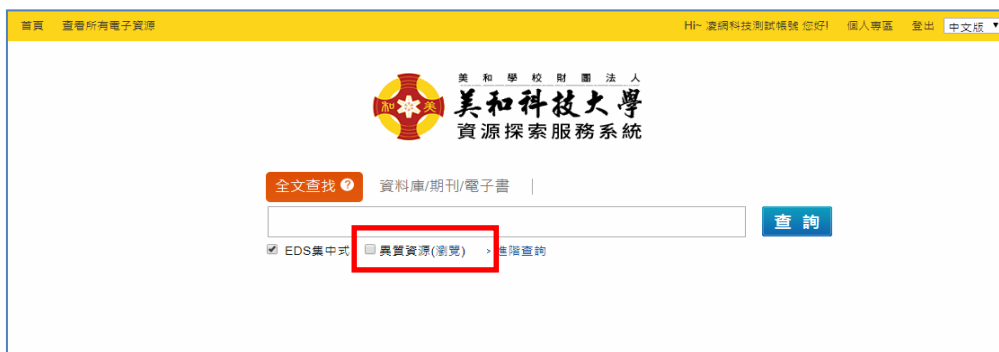 首頁 查看所有電子資源 Hi~ 凌網科技測試帳號 您好! 個人專區 登出 中文版
美和學校財團法人
和 美
美和科技大學
資源探索服務系統
全文查找 ? 資料庫/期刊/電子書
查 詢
EDS集中式 異質資源(瀏覽) 進階查詢